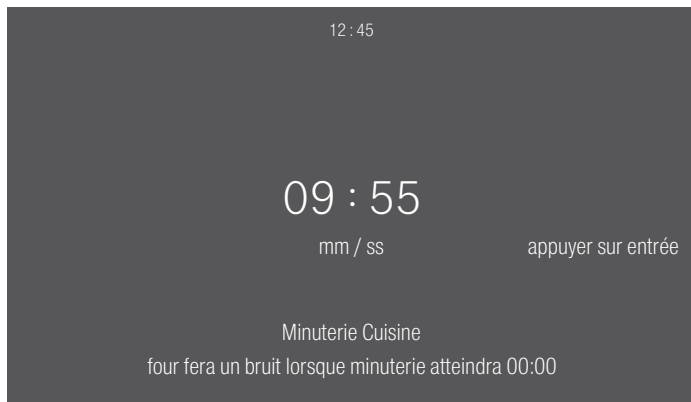 12 : 45
09 : 55
mm / ss
appuyer sur entrée
Minuterie Cuisine
four fera un bruit lorsque minuterie atteindra 00:00